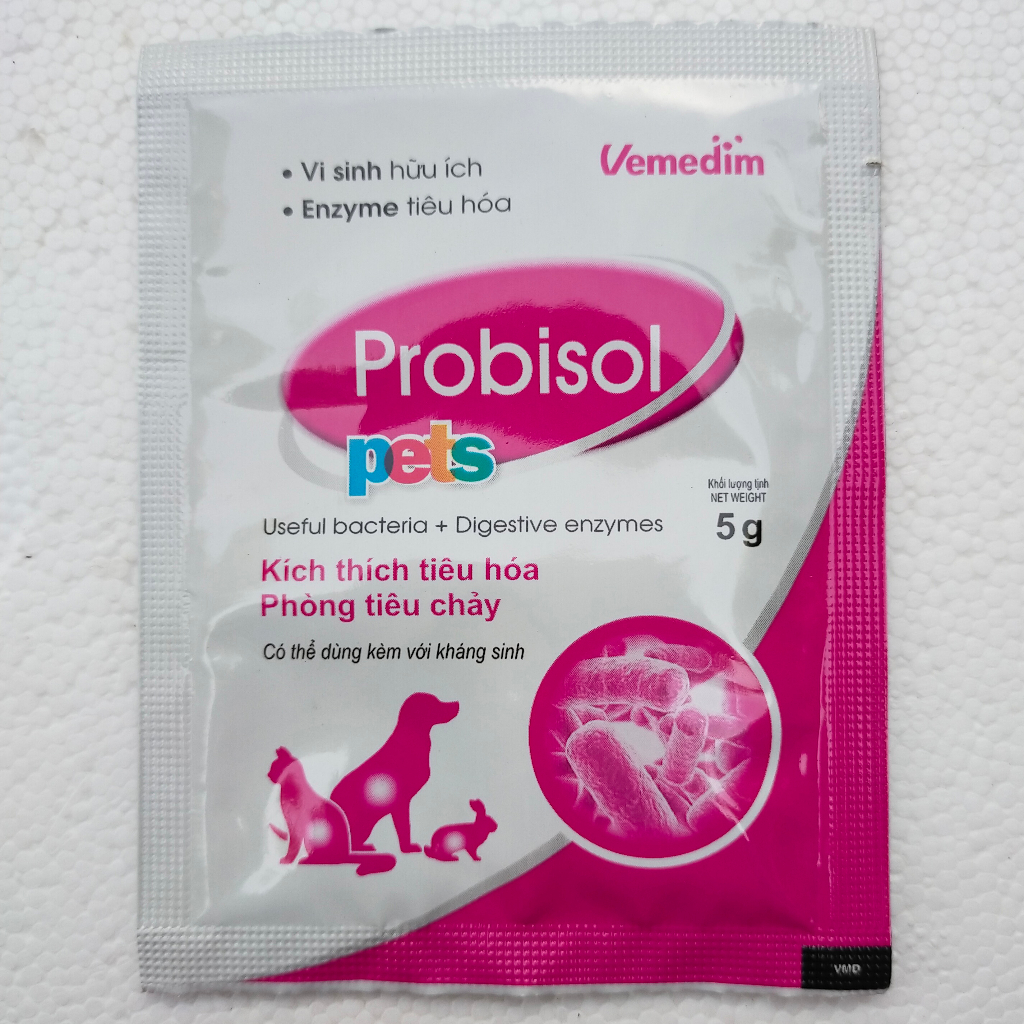 • Vi sinh hữu ích
• Enzyme tiêu hóa
Vemedim
Probisol
pets
Khối lượng tịnh
NET WEIGHT
5 g
Useful bacteria + Digestive enzymes
Kích thích tiêu hóa
Phòng tiêu chảy
Có thể dùng kèm với kháng sinh
VMD